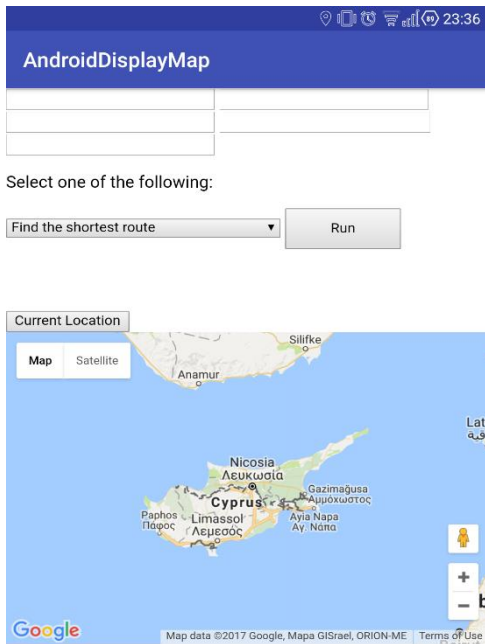 89 23:36
AndroidDisplayMap
Select one of the following:
Find the shortest route
Run
Current Location
Map Satellite
Silifke
Anamur
Lat
Nicosia
Λευκωσία
Gazimağusa
Αμμόχωστος
Cyprus
Paphos
Πάφος
Limassol
Λεμεσός
Ayia Napa
Αγ. Νάπα
+
−
Google
Map data ©2017 Google, Mapa GISrael, ORION-ME Terms of Use